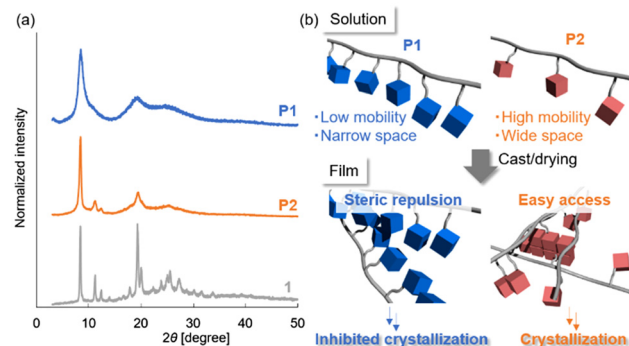 (a)
Normalized intensity
P1
P2
1
0 10 20 30 40 50
2θ [degree]
(b)
Solution
P1
P2
・Low mobility
・Narrow space
・High mobility
・Wide space
Cast/drying
Film
Steric repulsion
Easy access
Inhibited crystallization
Crystallization